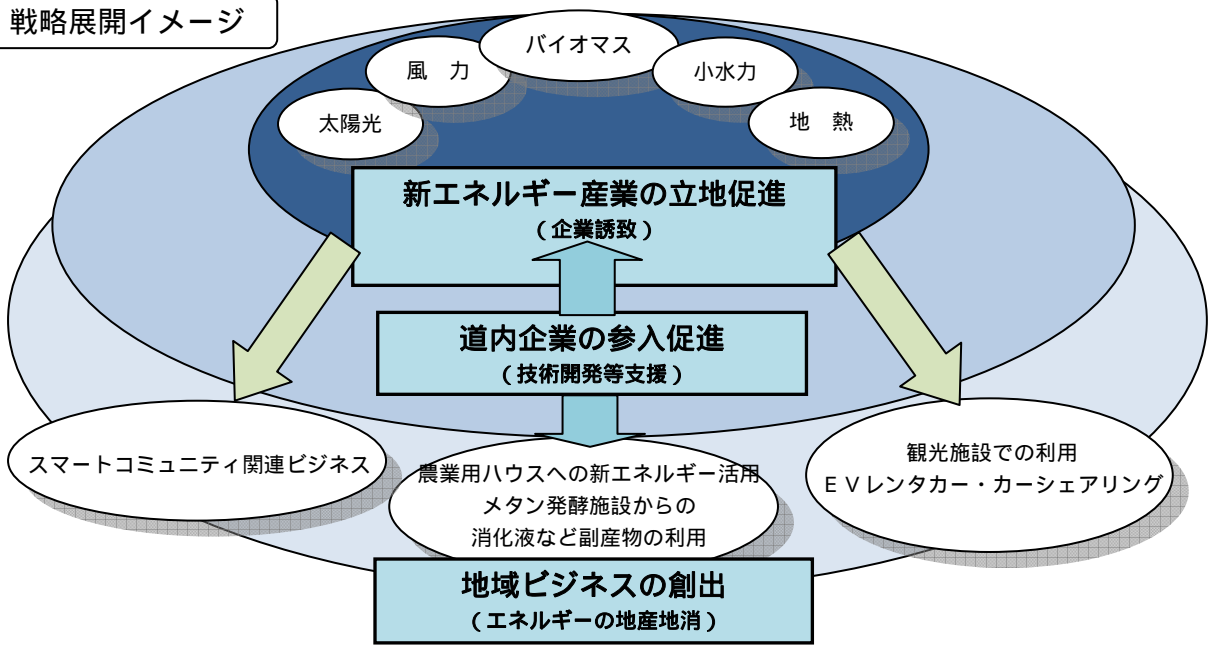 戦略展開イメージ
バイオマス
風　力
小水力
太陽光
地　熱
新エネルギー産業の立地促進
（企業誘致）
道内企業の参入促進
（技術開発等支援）
スマートコミュニティ関連ビジネス
農業用ハウスへの新エネルギー活用
メタン発酵施設からの
消化液など副産物の利用
観光施設での利用
ＥＶレンタカー・カーシェアリング
地域ビジネスの創出
（エネルギーの地産地消）